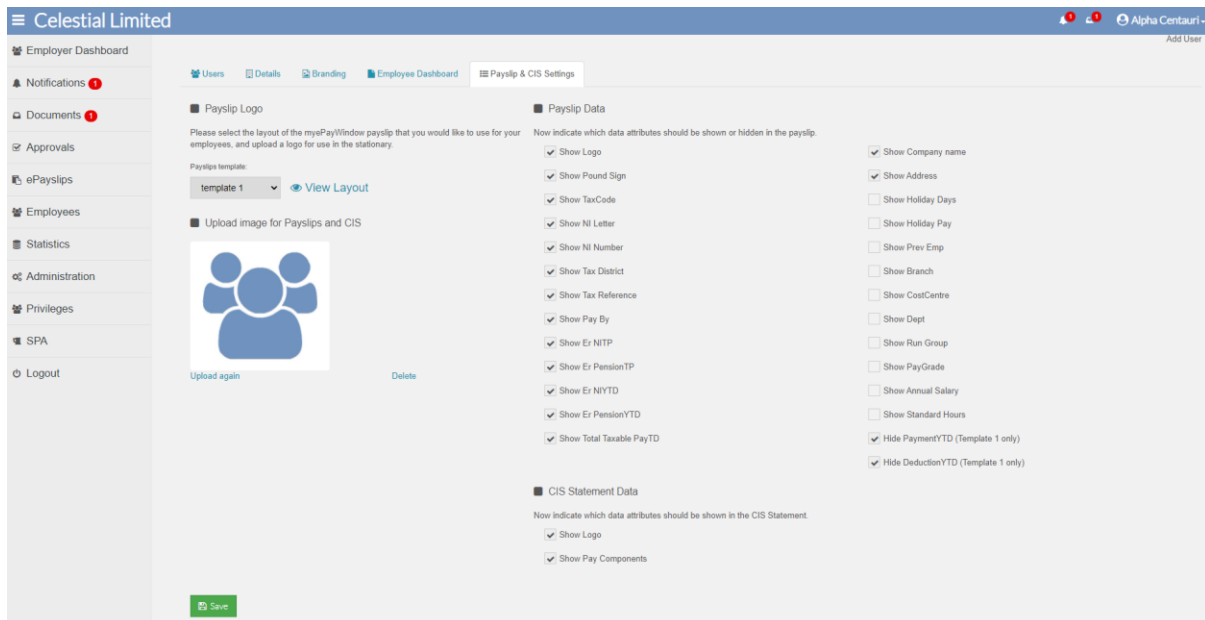 Celestial Limited
1
1
Alpha Centauri
Add User
Employer Dashboard
Notifications 1
Documents 1
Approvals
ePayslips
Employees
Statistics
Administration
Privileges
SPA
Logout
Users
Details
Branding
Employee Dashboard
Payslip & CIS Settings
Payslip Logo
Please select the layout of the myePayWindow payslip that you would like to use for your
employees, and upload a logo for use in the stationary.
Payslips template:
template 1
View Layout
Upload image for Payslips and CIS
Upload again
Delete
Payslip Data
Now indicate which data attributes should be shown or hidden in the payslip.
Show Logo
Show Pound Sign
Show TaxCode
Show NI Letter
Show NI Number
Show Tax District
Show Tax Reference
Show Pay By
Show Er NITP
Show Er PensionTP
Show Er NIYTD
Show Er PensionYTD
Show Total Taxable PayTD
Show Company name
Show Address
Show Holiday Days
Show Holiday Pay
Show Prev Emp
Show Branch
Show CostCentre
Show Dept
Show Run Group
Show PayGrade
Show Annual Salary
Show Standard Hours
Hide PaymentYTD (Template 1 only)
Hide DeductionYTD (Template 1 only)
CIS Statement Data
Now indicate which data attributes should be shown in the CIS Statement.
Show Logo
Show Pay Components
Save